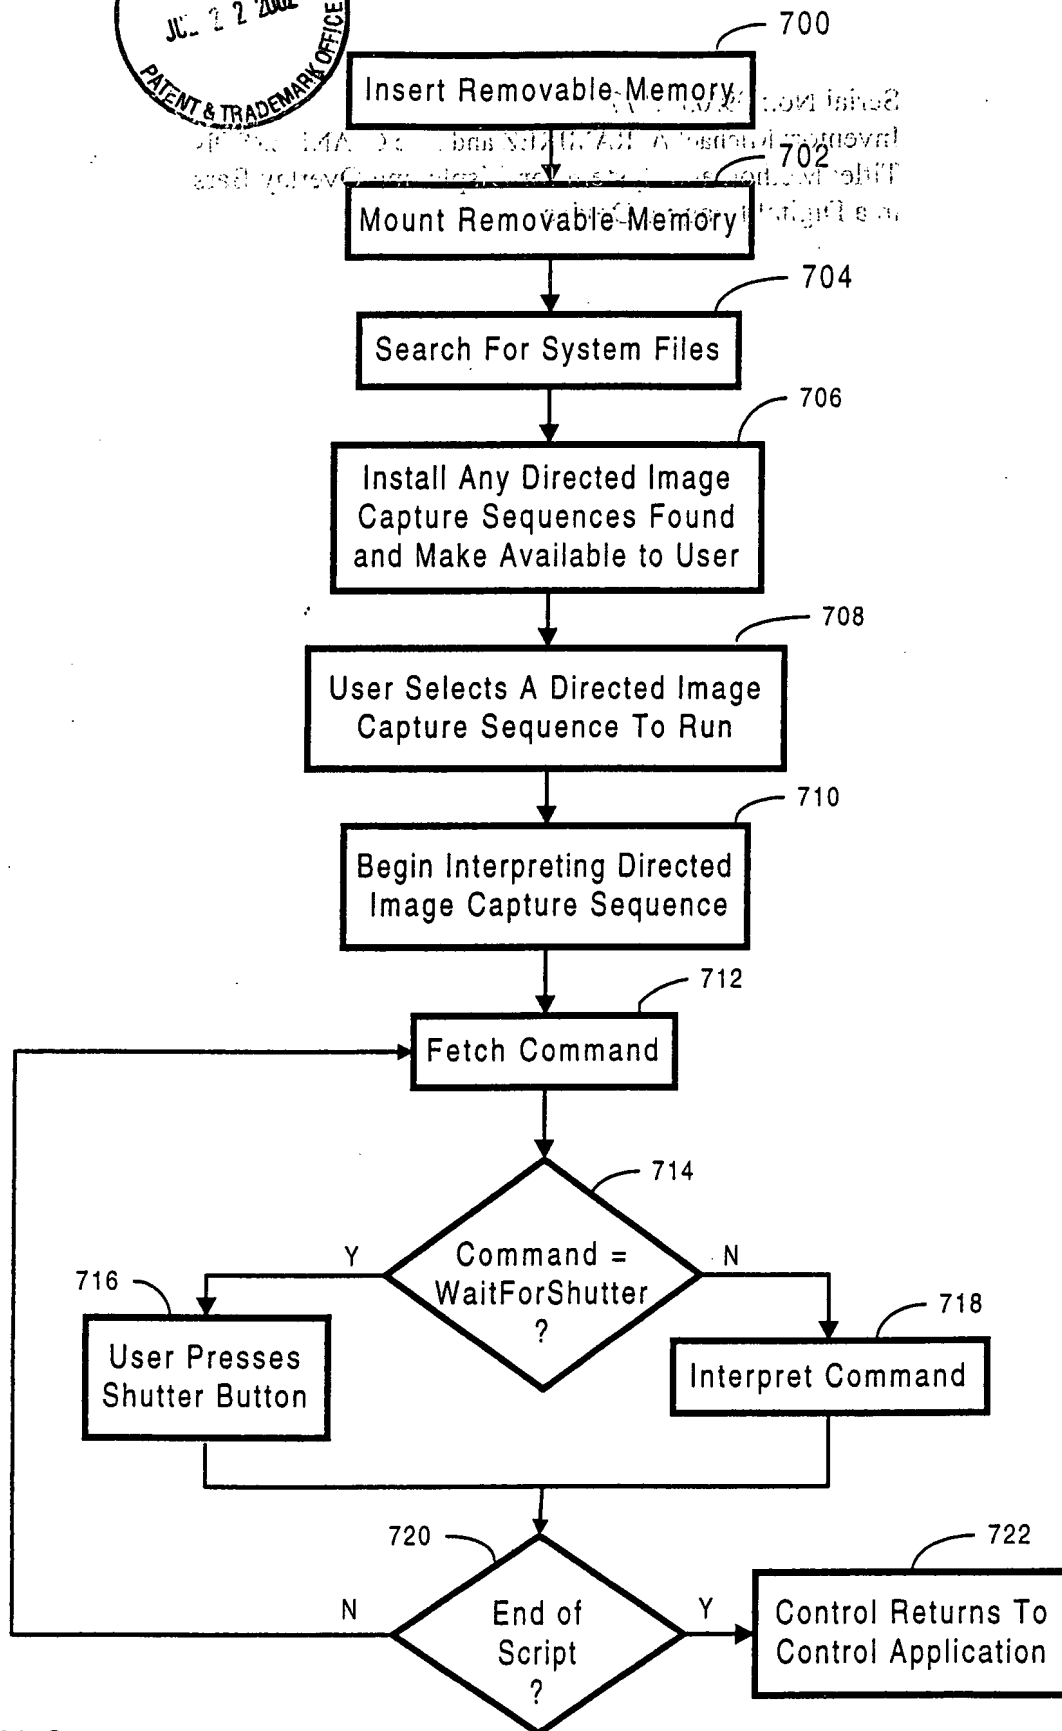 JUL 22 2002
PATENT & TRADEMARK OFFICE
700
Insert Removable Memory
702
Mount Removable Memory
704
Search For System Files
706
Install Any Directed Image
Capture Sequences Found
and Make Available to User
708
User Selects A Directed Image
Capture Sequence To Run
710
Begin Interpreting Directed
Image Capture Sequence
712
Fetch Command
714
Command =
WaitForShutter
?
Y
N
716
User Presses
Shutter Button
718
Interpret Command
720
End of
Script
?
N
Y
722
Control Returns To
Control Application